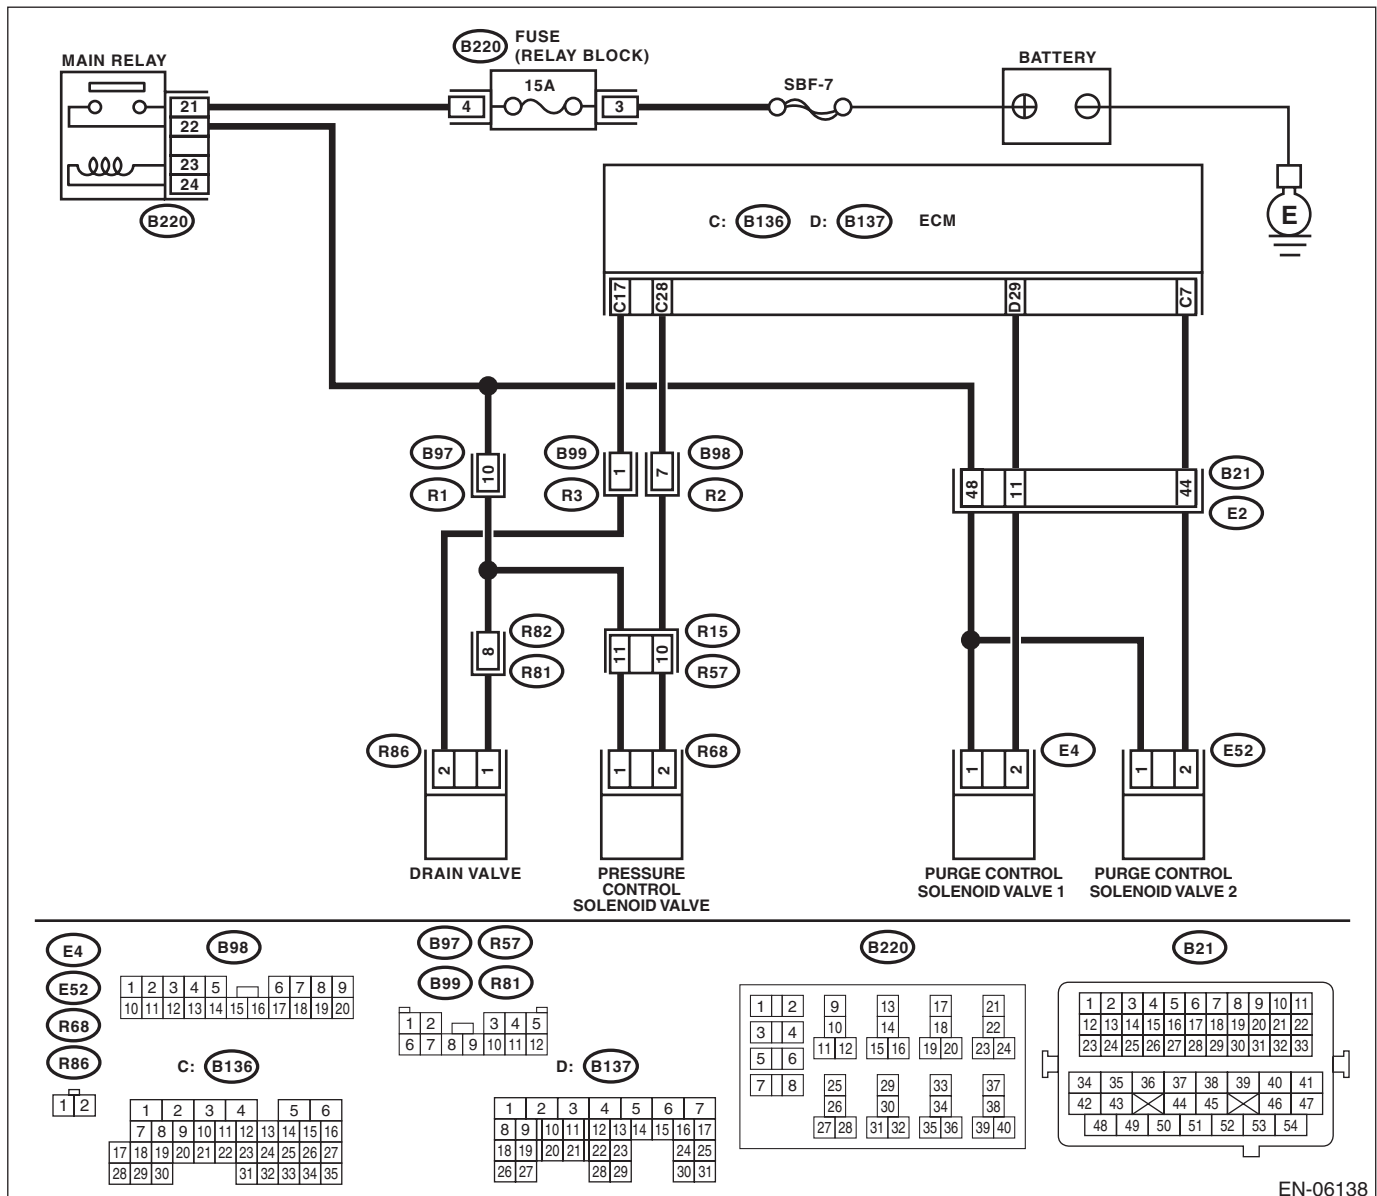 MAIN RELAY
B220
FUSE
(RELAY BLOCK)
15A
SBF-7
BATTERY
21
22
23
24
4
3
B220
E
C: B136 D: B137 ECM
C17
C28
D29
C7
B97
R1
10
B99
R3
1
7
B98
R2
48
11
44
B21
E2
8
R82
R81
11
10
R15
R57
R86
2
1
1
2
R68
1
2
E4
1
2
E52
DRAIN VALVE
PRESSURE
CONTROL
SOLENOID VALVE
PURGE CONTROL
SOLENOID VALVE 1
PURGE CONTROL
SOLENOID VALVE 2
E4
E52
R68
R86
1 2
B98
1 2 3 4 5 6 7 8 9
10 11 12 13 14 15 16 17 18 19 20
C: B136
1 2 3 4 5 6
7 8 9 10 11 12 13 14 15 16
17 18 19 20 21 22 23 24 25 26 27
28 29 30 31 32 33 34 35
B97 R57
B99 R81
1 2 3 4 5
6 7 8 9 10 11 12
D: B137
1 2 3 4 5 6 7
8 9 10 11 12 13 14 15 16 17
18 19 20 21 22 23 24 25
26 27 28 29 30 31
B220
1 2 9 13 17 21
3 4 10 14 18 22
5 6 11 12 15 16 19 20 23 24
7 8 25 29 33 37
26 30 34 38
27 28 31 32 35 36 39 40
B21
1 2 3 4 5 6 7 8 9 10 11
12 13 14 15 16 17 18 19 20 21 22
23 24 25 26 27 28 29 30 31 32 33
34 35 36 37 38 39 40 41
42 43 44 45 46 47
48 49 50 51 52 53 54
EN-06138